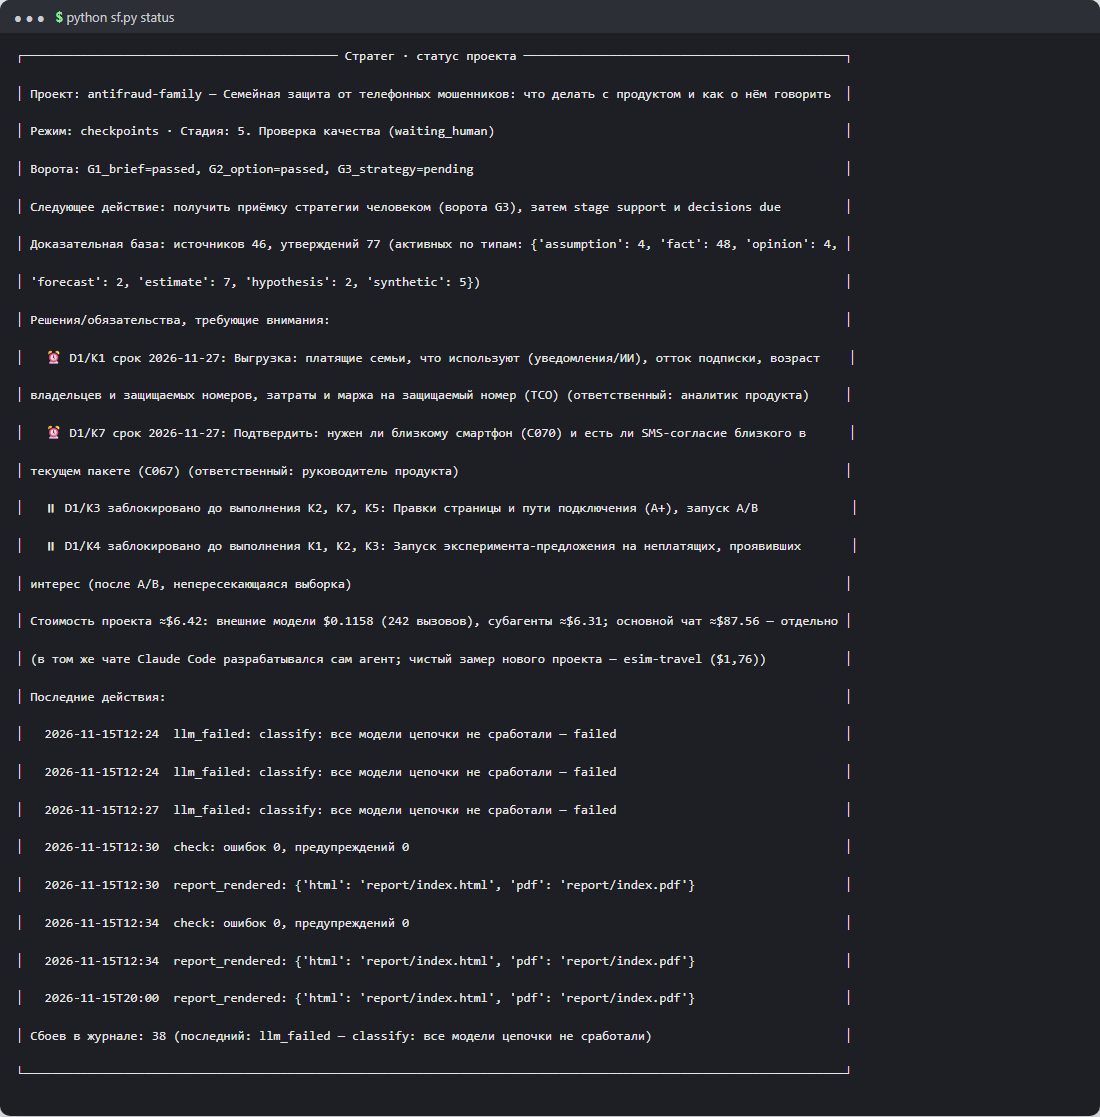 $ python sf.py status
Стратег · статус проекта
Проект: antifraud-family — Семейная защита от телефонных мошенников: что делать с продуктом и как о нём говорить
Режим: checkpoints · Стадия: 5. Проверка качества (waiting_human)
Ворота: G1_brief=passed, G2_option=passed, G3_strategy=pending
Следующее действие: получить приёмку стратегии человеком (ворота G3), затем stage support и decisions due
Доказательная база: источников 46, утверждений 77 (активных по типам: {'assumption': 4, 'fact': 48, 'opinion': 4,
'forecast': 2, 'estimate': 7, 'hypothesis': 2, 'synthetic': 5})
Решения/обязательства, требующие внимания:
⏰ D1/K1 срок 2026-11-27: Выгрузка: платящие семьи, что используют (уведомления/ИИ), отток подписки, возраст
владельцев и защищаемых номеров, затраты и маржа на защищаемый номер (TCO) (ответственный: аналитик продукта)
⏰ D1/K7 срок 2026-11-27: Подтвердить: нужен ли близкому смартфон (C070) и есть ли SMS-согласие близкого в
текущем пакете (C067) (ответственный: руководитель продукта)
⏸ D1/K3 заблокировано до выполнения K2, K7, K5: Правки страницы и пути подключения (A+), запуск A/B
⏸ D1/K4 заблокировано до выполнения K1, K2, K3: Запуск эксперимента-предложения на неплатящих, проявивших
интерес (после A/B, непересекающаяся выборка)
Стоимость проекта ≈$6.42: внешние модели $0.1158 (242 вызовов), субагенты ≈$6.31; основной чат ≈$87.56 — отдельно
(в том же чате Claude Code разрабатывался сам агент; чистый замер нового проекта — esim-travel ($1,76))
Последние действия:
2026-11-15T12:24  llm_failed: classify: все модели цепочки не сработали — failed
2026-11-15T12:24  llm_failed: classify: все модели цепочки не сработали — failed
2026-11-15T12:27  llm_failed: classify: все модели цепочки не сработали — failed
2026-11-15T12:30  check: ошибок 0, предупреждений 0
2026-11-15T12:30  report_rendered: {'html': 'report/index.html', 'pdf': 'report/index.pdf'}
2026-11-15T12:34  check: ошибок 0, предупреждений 0
2026-11-15T12:34  report_rendered: {'html': 'report/index.html', 'pdf': 'report/index.pdf'}
2026-11-15T20:00  report_rendered: {'html': 'report/index.html', 'pdf': 'report/index.pdf'}
Сбоев в журнале: 38 (последний: llm_failed — classify: все модели цепочки не сработали)